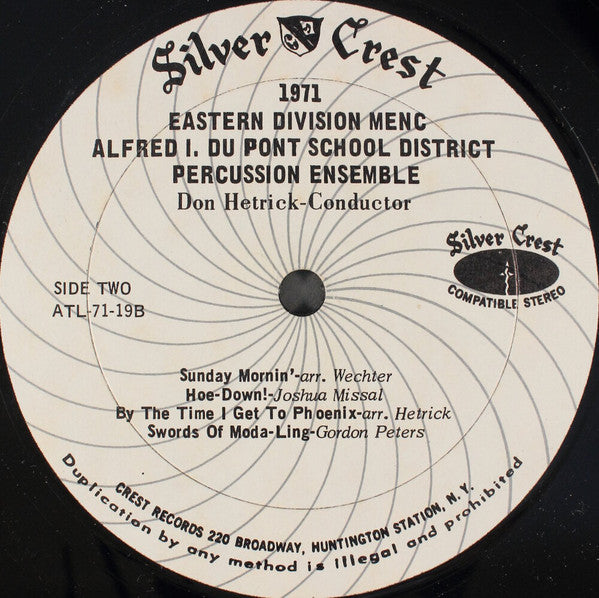 Silver Crest
1971
EASTERN DIVISION MENC
ALFRED I. DU PONT SCHOOL DISTRICT
PERCUSSION ENSEMBLE
Don Hetrick-Conductor
Silver Crest
COMPATIBLE STEREO
SIDE TWO
ATL-71-19B
Sunday Mornin'-arr. Wechter
Hoe-Down!-Joshua Missal
By The Time I Get To Phoenix-arr. Hetrick
Swords Of Moda-Ling-Gordon Peters
CREST RECORDS 220 BROADWAY, HUNTINGTON STATION, N.Y.
Duplication by any method is Illegal and prohibited